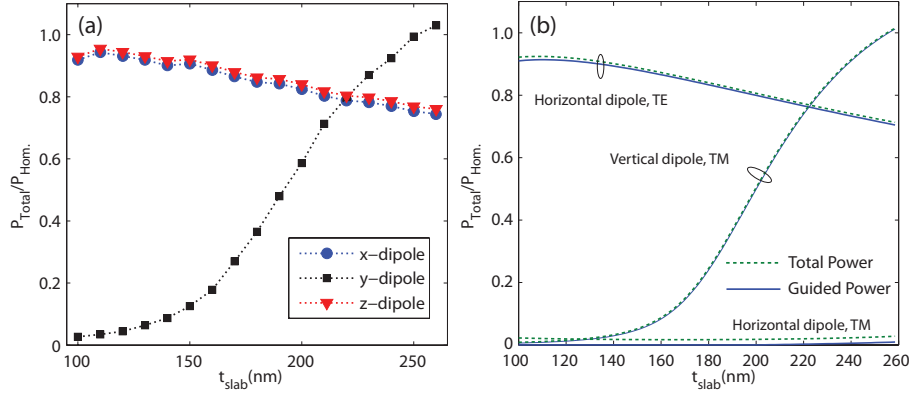 (a)
1
0.8
0.6
0.4
0.2
0
P_Total/P_Hom.
100 150 200 250
t_slab(nm)
x−dipole
y−dipole
z−dipole
(b)
1
0.8
0.6
0.4
0.2
0
P_Total/P_Hom.
Horizontal dipole, TE
Vertical dipole, TM
Total Power
Guided Power
Horizontal dipole, TM
100 120 140 160 180 200 220 240 260
t_slab(nm)